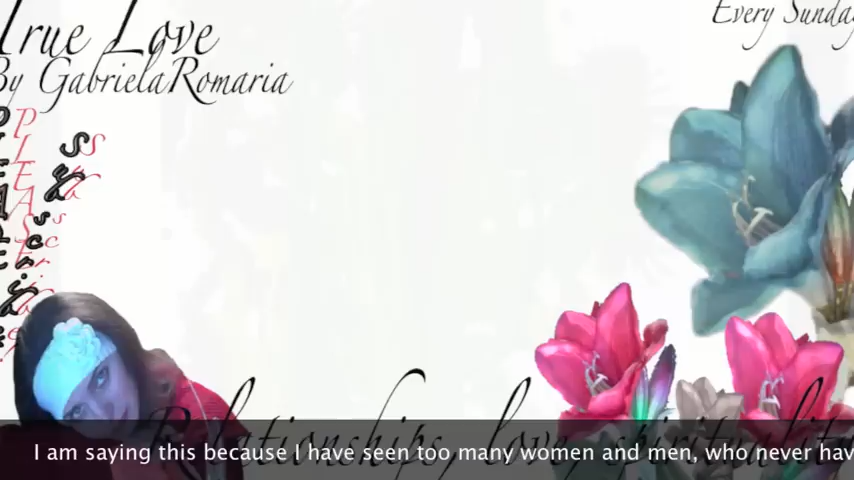 True Love
Every Sunday
By GabrielaRomaria
Relationships, love, spirituality
I am saying this because I have seen too many women and men, who never hav